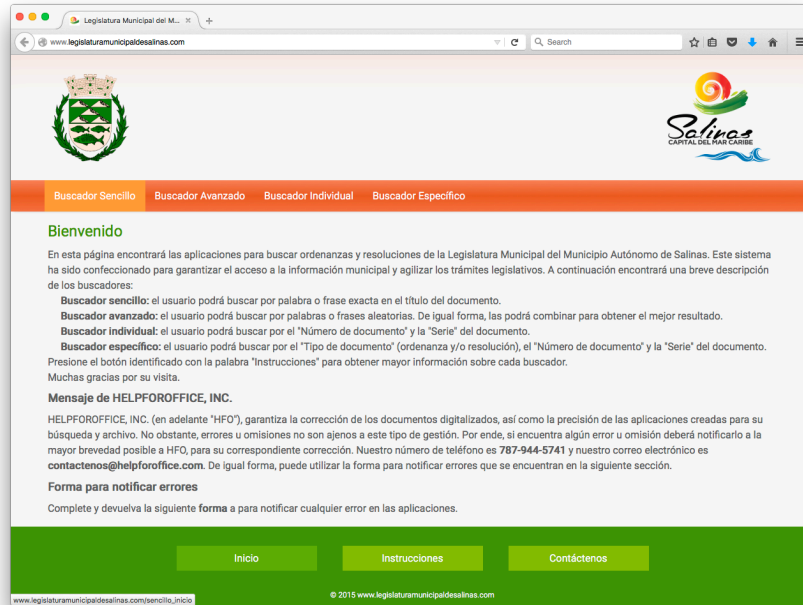 Legislatura Municipal del M...
www.legislaturamunicipaldesalinas.com
Search
Salinas
CAPITAL DEL MAR CARIBE
Buscador Sencillo Buscador Avanzado Buscador Individual Buscador Específico
Bienvenido
En esta página encontrará las aplicaciones para buscar ordenanzas y resoluciones de la Legislatura Municipal del Municipio Autónomo de Salinas. Este sistema
ha sido confeccionado para garantizar el acceso a la información municipal y agilizar los trámites legislativos. A continuación encontrará una breve descripción
de los buscadores:
Buscador sencillo: el usuario podrá buscar por palabra o frase exacta en el título del documento.
Buscador avanzado: el usuario podrá buscar por palabras o frases aleatorias. De igual forma, las podrá combinar para obtener el mejor resultado.
Buscador individual: el usuario podrá buscar por el "Número de documento" y la "Serie" del documento.
Buscador específico: el usuario podrá buscar por el "Tipo de documento" (ordenanza y/o resolución), el "Número de documento" y la "Serie" del documento.
Presione el botón identificado con la palabra "Instrucciones" para obtener mayor información sobre cada buscador.
Muchas gracias por su visita.
Mensaje de HELPFOROFFICE, INC.
HELPFOROFFICE, INC. (en adelante "HFO"), garantiza la corrección de los documentos digitalizados, así como la precisión de las aplicaciones creadas para su
búsqueda y archivo. No obstante, errores u omisiones no son ajenos a este tipo de gestión. Por ende, si encuentra algún error u omisión deberá notificarlo a la
mayor brevedad posible a HFO, para su correspondiente corrección. Nuestro número de teléfono es 787-944-5741 y nuestro correo electrónico es
contactenos@helpforoffice.com. De igual forma, puede utilizar la forma para notificar errores que se encuentran en la siguiente sección.
Forma para notificar errores
Complete y devuelva la siguiente forma a para notificar cualquier error en las aplicaciones.
Inicio Instrucciones Contáctenos
© 2015 www.legislaturamunicipaldesalinas.com
www.legislaturamunicipaldesalinas.com/sencillo_inicio